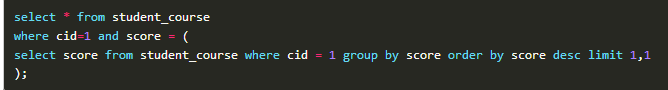 select * from student_course
where cid=1 and score = (
select score from student_course where cid = 1 group by score order by score desc limit 1,1
);